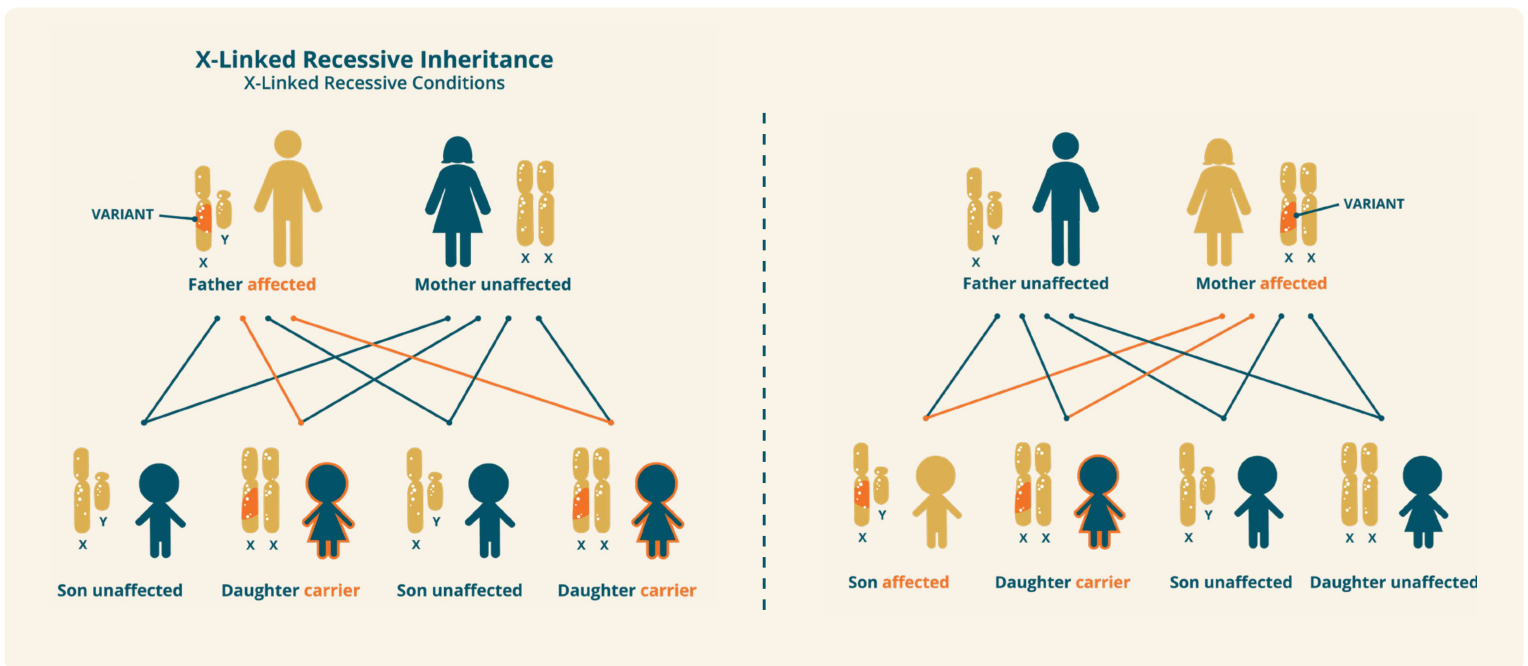 X-Linked Recessive Inheritance
X-Linked Recessive Conditions
VARIANT
X
Y
X X
Father affected
Mother unaffected
X
Y
X X
X
Y
X X
Son unaffected
Daughter carrier
Son unaffected
Daughter carrier
X
Y
X X
VARIANT
Father unaffected
Mother affected
X
Y
X X
X
Y
X X
Son affected
Daughter carrier
Son unaffected
Daughter unaffected